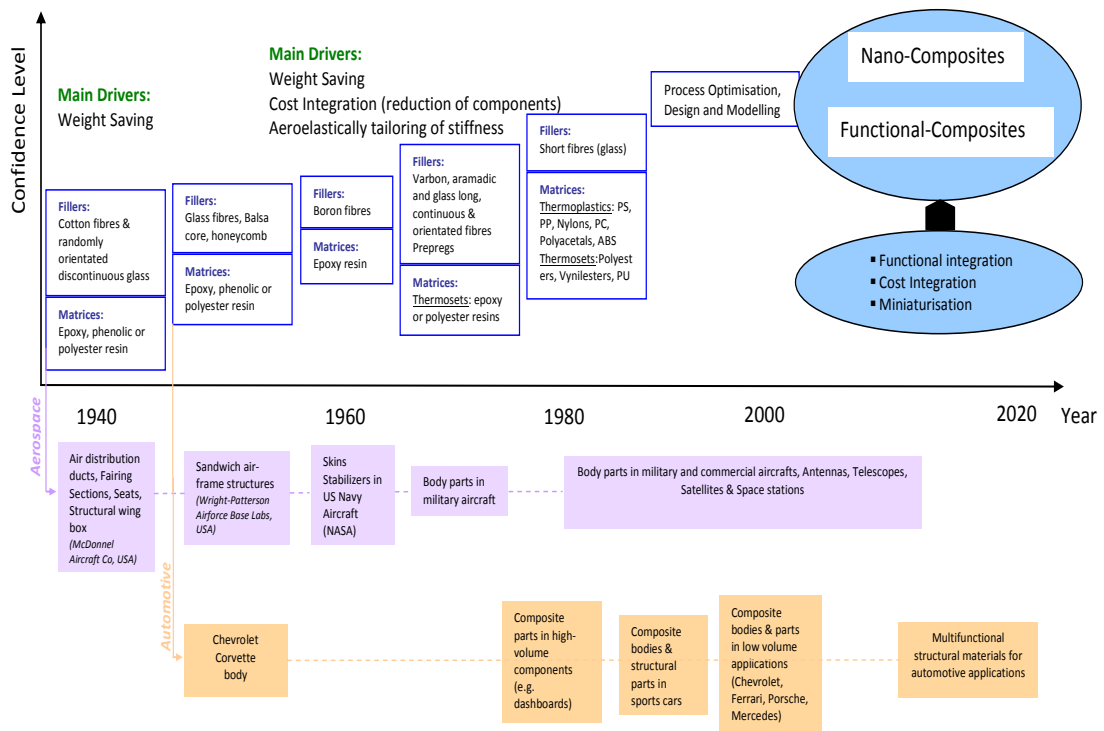 Confidence Level
Main Drivers:
Weight Saving
Main Drivers:
Weight Saving
Cost Integration (reduction of components)
Aeroelastically tailoring of stiffness
Fillers:
Cotton fibres &
randomly
orientated
discontinuous glass
Matrices:
Epoxy, phenolic or
polyester resin
Fillers:
Glass fibres, Balsa
core, honeycomb
Matrices:
Epoxy, phenolic or
polyester resin
Fillers:
Boron fibres
Matrices:
Epoxy resin
Fillers:
Varbon, aramadic
and glass long,
continuous &
orientated fibres
Prepregs
Matrices:
Thermosets: epoxy
or polyester resins
Fillers:
Short fibres (glass)
Matrices:
Thermoplastics: PS,
PP, Nylons, PC,
Polyacetals, ABS
Thermosets:Polyest
ers, Vynilesters, PU
Process Optimisation,
Design and Modelling
Nano-Composites
Functional-Composites
▪ Functional integration
▪ Cost Integration
▪ Miniaturisation
1940
1960
1980
2000
2020
Year
Aerospace
Air distribution
ducts, Fairing
Sections, Seats,
Structural wing
box
(McDonnel
Aircraft Co, USA)
Sandwich air-
frame structures
(Wright-Patterson
Airforce Base Labs,
USA)
Skins
Stabilizers in
US Navy
Aircraft
(NASA)
Body parts in
military aircraft
Body parts in military and commercial aircrafts, Antennas, Telescopes,
Satellites & Space stations
Automotive
Chevrolet
Corvette
body
Composite
parts in high-
volume
components
(e.g.
dashboards)
Composite
bodies &
structural
parts in
sports cars
Composite
bodies & parts
in low volume
applications
(Chevrolet,
Ferrari, Porsche,
Mercedes)
Multifunctional
structural materials for
automotive applications